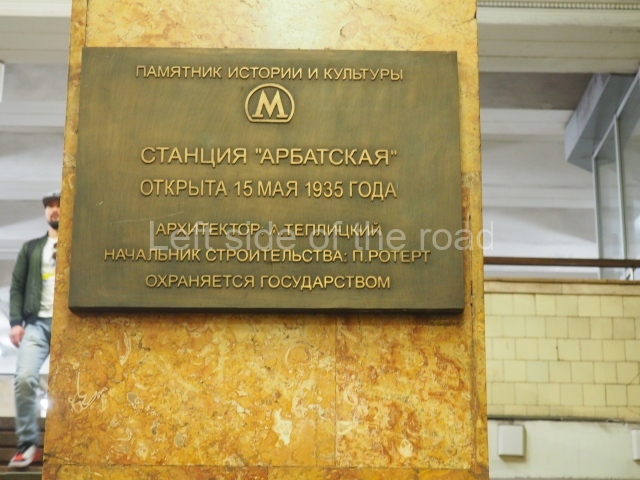 ПАМЯТНИК ИСТОРИИ И КУЛЬТУРЫ
М
СТАНЦИЯ "АРБАТСКАЯ"
ОТКРЫТА 15 МАЯ 1935 ГОДА
АРХИТЕКТОР: А.ТЕПЛИЦКИЙ
Left side of the road
НАЧАЛЬНИК СТРОИТЕЛЬСТВА: П.РОТЕРТ
ОХРАНЯЕТСЯ ГОСУДАРСТВОМ